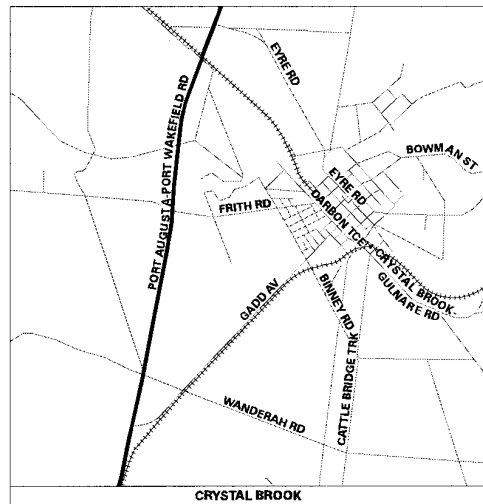 EYRE RD
BOWMAN ST
PORT AUGUSTA-PORT WAKEFIELD RD
EYRE RD
FRITH RD
DARBON TCE
CRYSTAL BROOK
GULNARE RD
GADD AV
BINNEY RD
CATTLE BRIDGE TRK
WANDERAH RD
CRYSTAL BROOK